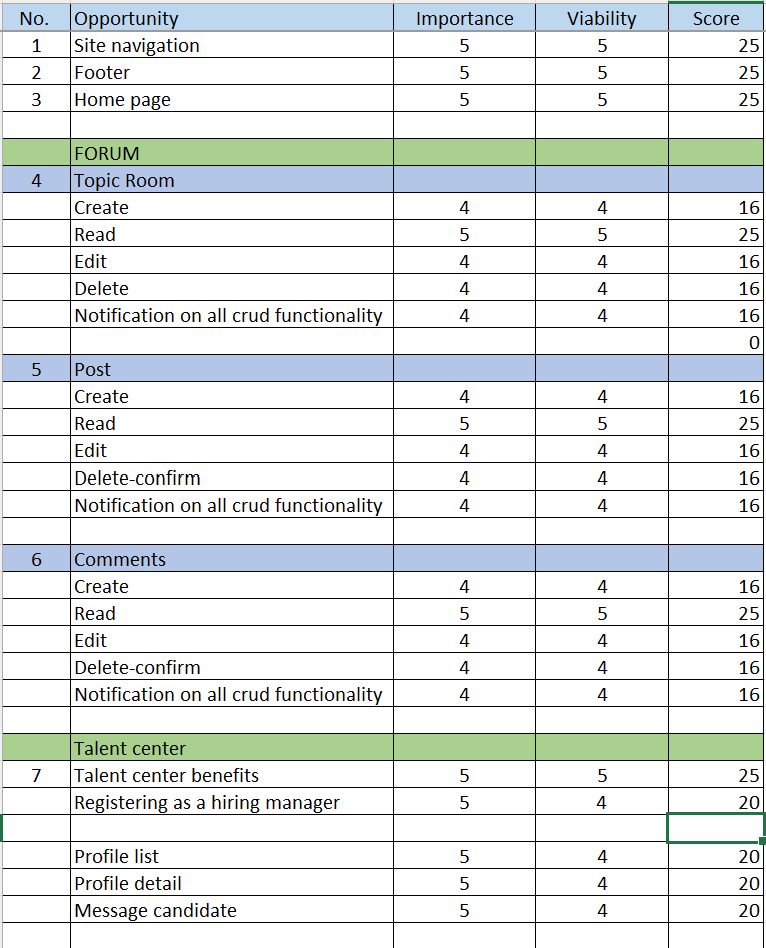 No. Opportunity Importance Viability Score
1 Site navigation 5 5 25
2 Footer 5 5 25
3 Home page 5 5 25
FORUM
4 Topic Room
Create 4 4 16
Read 5 5 25
Edit 4 4 16
Delete 4 4 16
Notification on all crud functionality 4 4 16
0
5 Post
Create 4 4 16
Read 5 5 25
Edit 4 4 16
Delete-confirm 4 4 16
Notification on all crud functionality 4 4 16
6 Comments
Create 4 4 16
Read 5 5 25
Edit 4 4 16
Delete-confirm 4 4 16
Notification on all crud functionality 4 4 16
Talent center
7 Talent center benefits 5 5 25
Registering as a hiring manager 5 4 20
Profile list 5 4 20
Profile detail 5 4 20
Message candidate 5 4 20